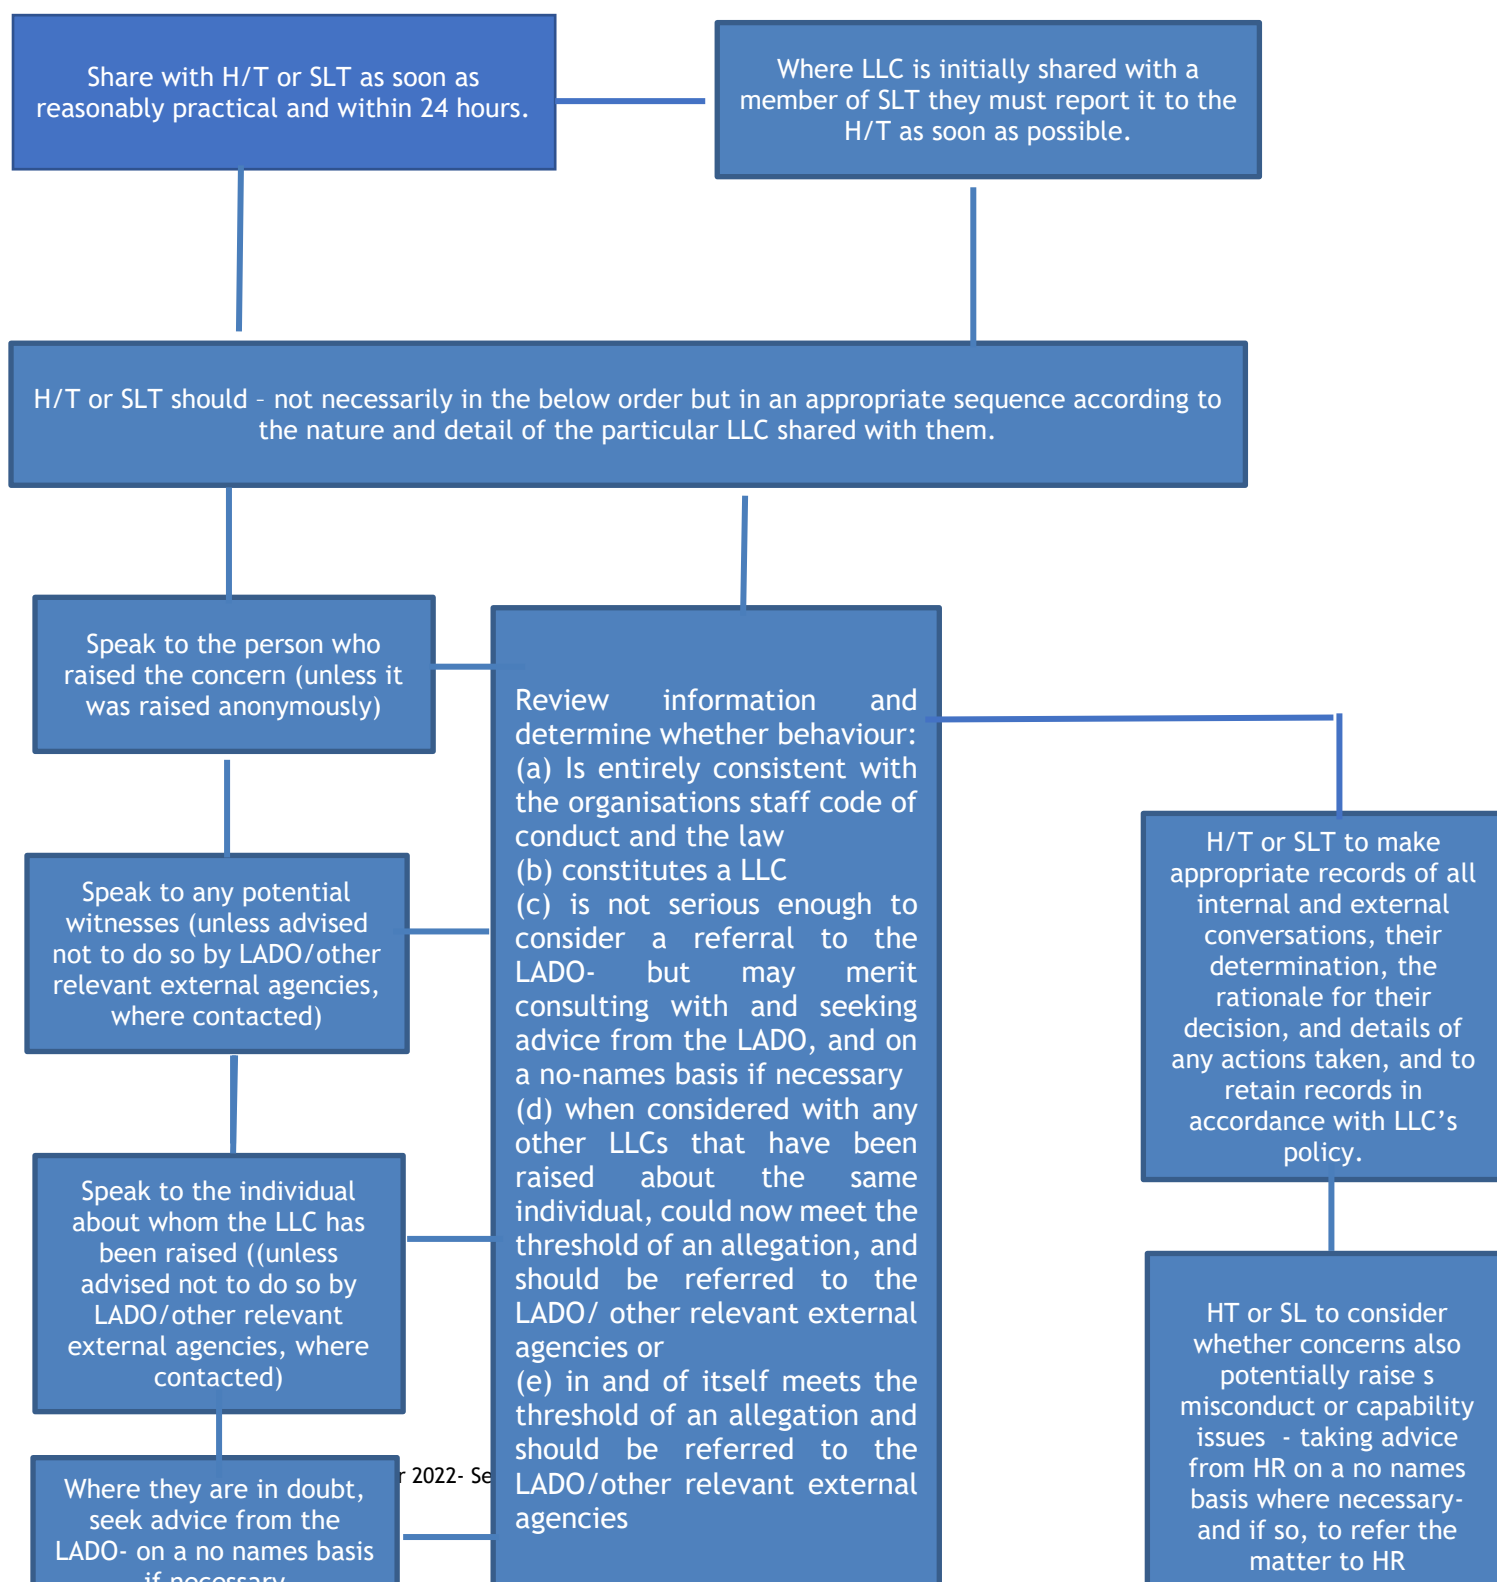 Share with H/T or SLT as soon as
reasonably practical and within 24 hours.
Where LLC is initially shared with a
member of SLT they must report it to the
H/T as soon as possible.
H/T or SLT should – not necessarily in the below order but in an appropriate sequence according to
the nature and detail of the particular LLC shared with them.
Speak to the person who
raised the concern (unless it
was raised anonymously)
Speak to any potential
witnesses (unless advised
not to do so by LADO/other
relevant external agencies,
where contacted)
Speak to the individual
about whom the LLC has
been raised ((unless
advised not to do so by
LADO/other relevant
external agencies, where
contacted)
Where they are in doubt,
seek advice from the
LADO- on a no names basis
if necessary
r 2022- Se
Review information and
determine whether behaviour:
(a) Is entirely consistent with
the organisations staff code of
conduct and the law
(b) constitutes a LLC
(c) is not serious enough to
consider a referral to the
LADO- but may merit
consulting with and seeking
advice from the LADO, and on
a no-names basis if necessary
(d) when considered with any
other LLCs that have been
raised about the same
individual, could now meet the
threshold of an allegation, and
should be referred to the
LADO/ other relevant external
agencies or
(e) in and of itself meets the
threshold of an allegation and
should be referred to the
LADO/other relevant external
agencies
H/T or SLT to make
appropriate records of all
internal and external
conversations, their
determination, the
rationale for their
decision, and details of
any actions taken, and to
retain records in
accordance with LLC’s
policy.
HT or SL to consider
whether concerns also
potentially raise s
misconduct or capability
issues - taking advice
from HR on a no names
basis where necessary-
and if so, to refer the
matter to HR